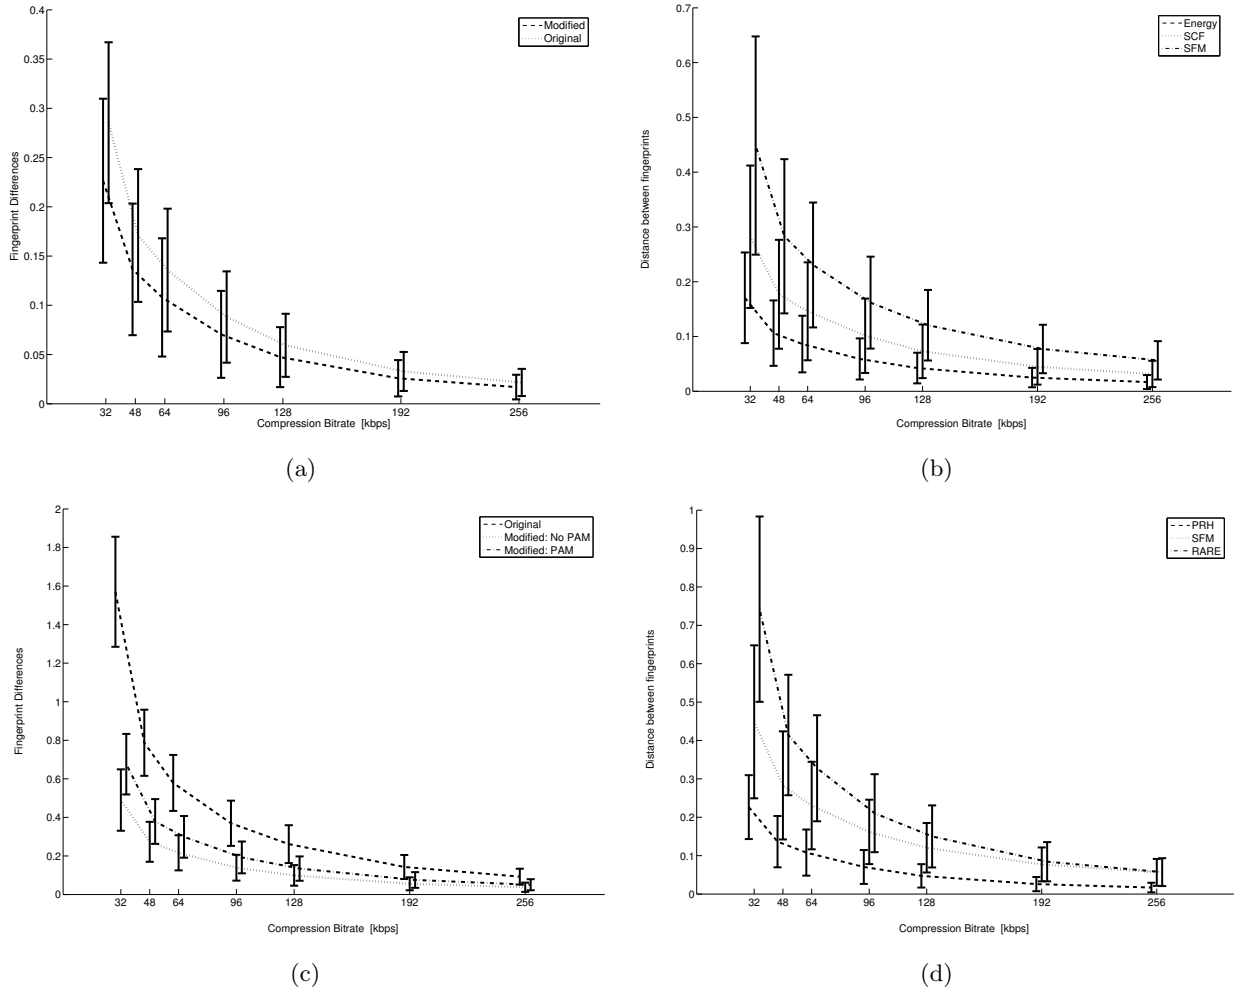 0.4
0.35
0.3
0.25
0.2
0.15
0.1
0.05
0
Fingerprint Differences
Modified
Original
32 48 64 96 128 192 256
Compression Bitrate [kbps]
(a)
0.7
0.6
0.5
0.4
0.3
0.2
0.1
0
Distance between fingerprints
Energy
SCF
SFM
32 48 64 96 128 192 256
Compression Bitrate [kbps]
(b)
2
1.8
1.6
1.4
1.2
1
0.8
0.6
0.4
0.2
0
Fingerprint Differences
Original
Modified: No PAM
Modified: PAM
32 48 64 96 128 192 256
Compression Bitrate [kbps]
(c)
1
0.9
0.8
0.7
0.6
0.5
0.4
0.3
0.2
0.1
0
Distance between fingerprints
PRH
SFM
RARE
32 48 64 96 128 192 256
Compression Bitrate [kbps]
(d)